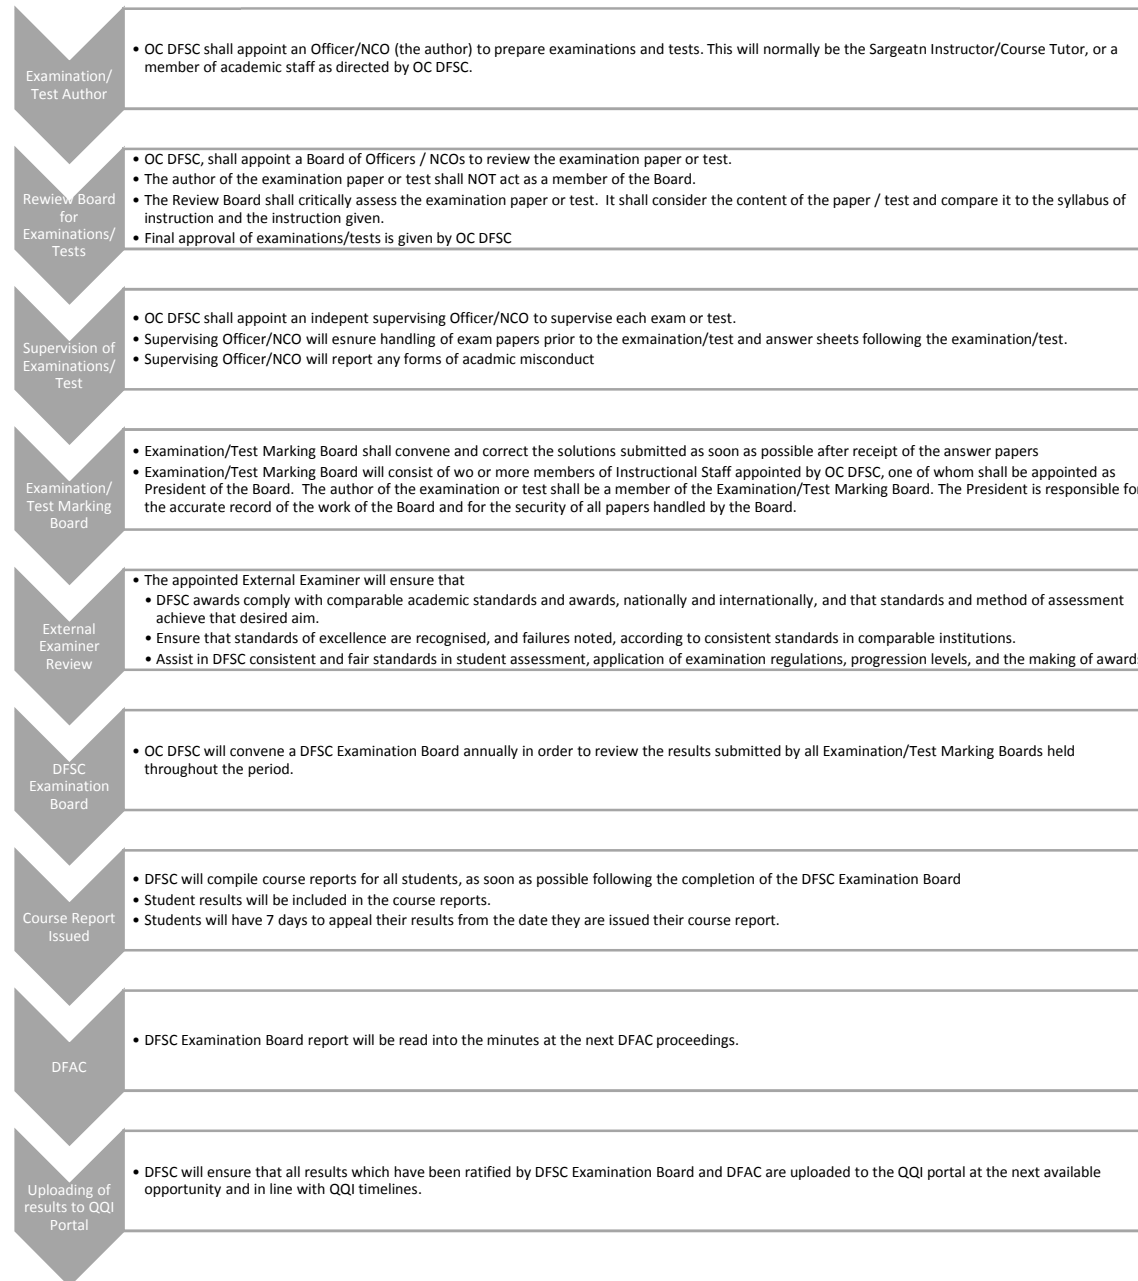 Examination/
Test Author
• OC DFSC shall appoint an Officer/NCO (the author) to prepare examinations and tests. This will normally be the Sargeatn Instructor/Course Tutor, or a
member of academic staff as directed by OC DFSC.
Rewiew Board
for
Examinations/
Tests
• OC DFSC, shall appoint a Board of Officers / NCOs to review the examination paper or test.
• The author of the examination paper or test shall NOT act as a member of the Board.
• The Review Board shall critically assess the examination paper or test. It shall consider the content of the paper / test and compare it to the syllabus of
instruction and the instruction given.
• Final approval of examinations/tests is given by OC DFSC
Supervision of
Examinations/
Test
• OC DFSC shall appoint an indepent supervising Officer/NCO to supervise each exam or test.
• Supervising Officer/NCO will esnure handling of exam papers prior to the exmaination/test and answer sheets following the examination/test.
• Supervising Officer/NCO will report any forms of acadmic misconduct
Examination/
Test Marking
Board
• Examination/Test Marking Board shall convene and correct the solutions submitted as soon as possible after receipt of the answer papers
• Examination/Test Marking Board will consist of wo or more members of Instructional Staff appointed by OC DFSC, one of whom shall be appointed as
President of the Board. The author of the examination or test shall be a member of the Examination/Test Marking Board. The President is responsible for
the accurate record of the work of the Board and for the security of all papers handled by the Board.
External
Examiner
Review
• The appointed External Examiner will ensure that
• DFSC awards comply with comparable academic standards and awards, nationally and internationally, and that standards and method of assessment
achieve that desired aim.
• Ensure that standards of excellence are recognised, and failures noted, according to consistent standards in comparable institutions.
• Assist in DFSC consistent and fair standards in student assessment, application of examination regulations, progression levels, and the making of awards
DFSC
Examination
Board
• OC DFSC will convene a DFSC Examination Board annually in order to review the results submitted by all Examination/Test Marking Boards held
throughout the period.
Course Report
Issued
• DFSC will compile course reports for all students, as soon as possible following the completion of the DFSC Examination Board
• Student results will be included in the course reports.
• Students will have 7 days to appeal their results from the date they are issued their course report.
DFAC
• DFSC Examination Board report will be read into the minutes at the next DFAC proceedings.
Uploading of
results to QQI
Portal
• DFSC will ensure that all results which have been ratified by DFSC Examination Board and DFAC are uploaded to the QQI portal at the next available
opportunity and in line with QQI timelines.